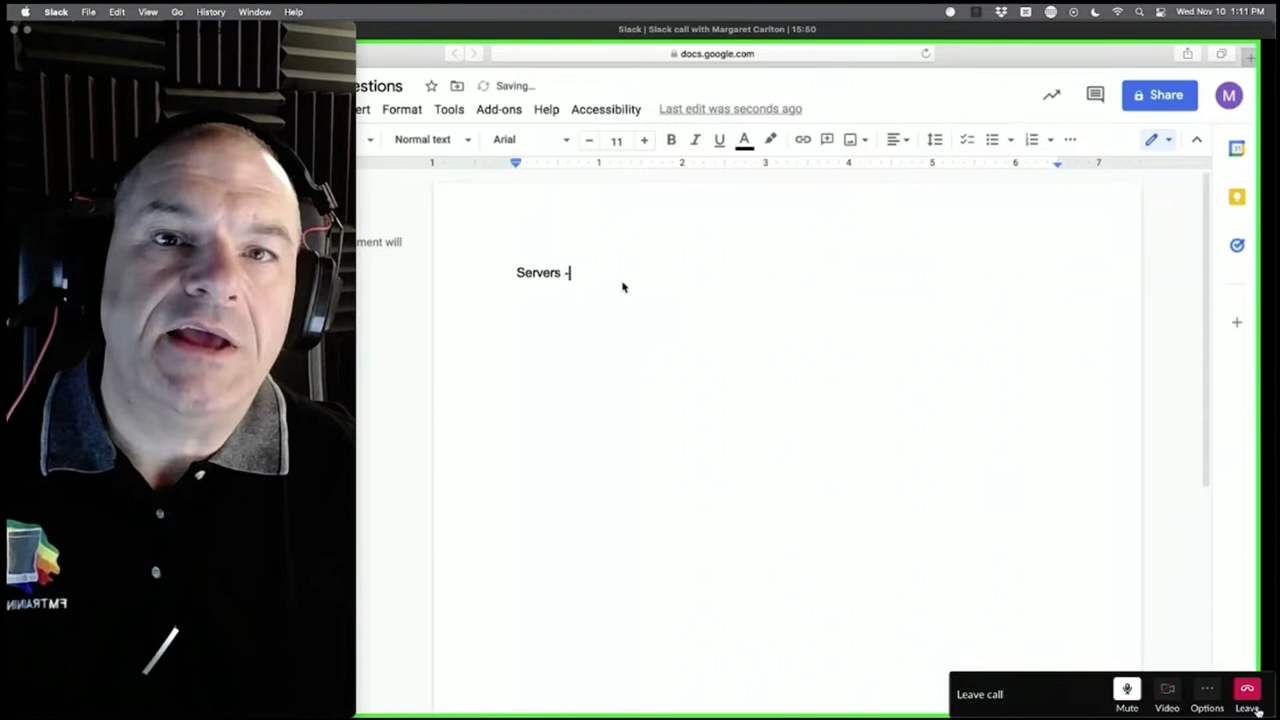 Slack File Edit View Go History Window Help Wed Nov 10 1:11 PM
Slack | Slack call with Margaret Carlton | 15:50
docs.google.com
estions Saving... Share M
ert Format Tools Add-ons Help Accessibility Last edit was seconds ago
Normal text Arial 11 B I U A
1 1 2 3 4 5 6 7
ment will
Servers -
FMTRAININ
Leave call Mute Video Options Leave